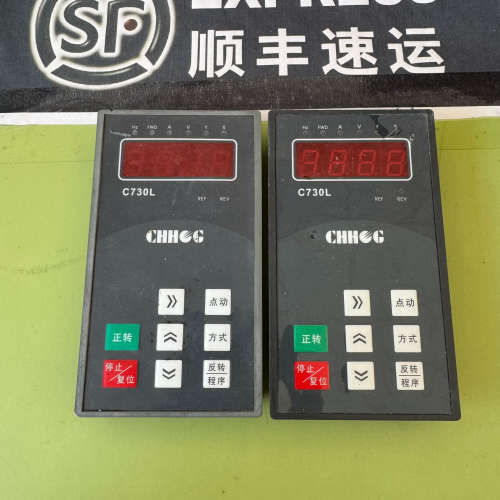 EXPRESS
SF
顺丰速运
Hz FWD A V Y S
C730L
REF REV
CHHOG
点动
正转
方式
停止/复位
反转
程序
Hz FWD A V S
C730L
REF REV
CHHOG
点动
正转
方式
停止/复位
反转
程序